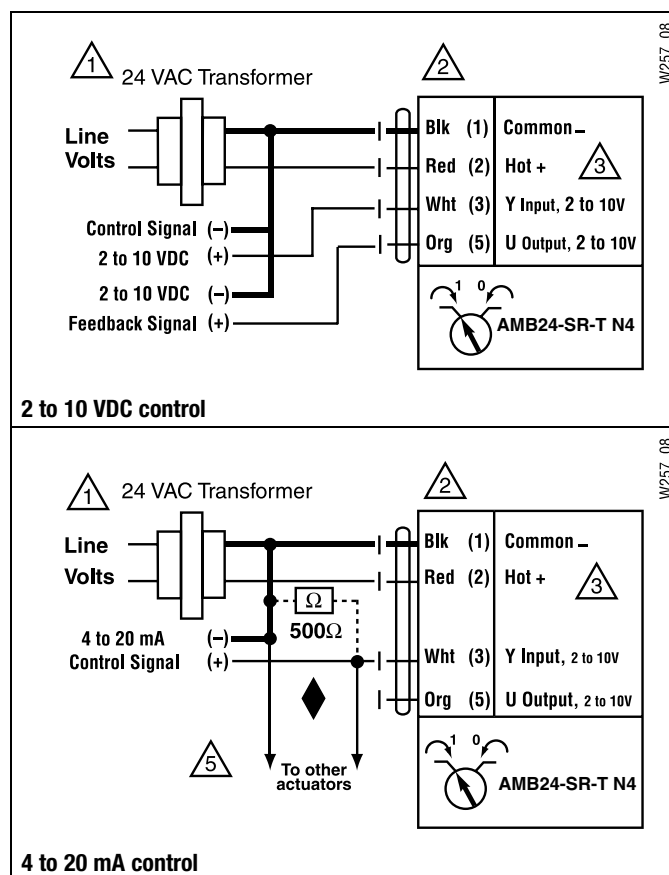 W257_08
1
24 VAC Transformer
2
Line
Volts
Blk (1) Common –
Red (2) Hot +
3
Wht (3) Y Input, 2 to 10V
Org (5) U Output, 2 to 10V
Control Signal (–)
2 to 10 VDC (+)
2 to 10 VDC (–)
Feedback Signal (+)
1 0
AMB24-SR-T N4
2 to 10 VDC control
W257_08
1
24 VAC Transformer
2
Line
Volts
Blk (1) Common –
Red (2) Hot +
3
Ω
500Ω
4 to 20 mA (–)
Control Signal (+)
Wht (3) Y Input, 2 to 10V
Org (5) U Output, 2 to 10V
5
To other
actuators
1 0
AMB24-SR-T N4
4 to 20 mA control